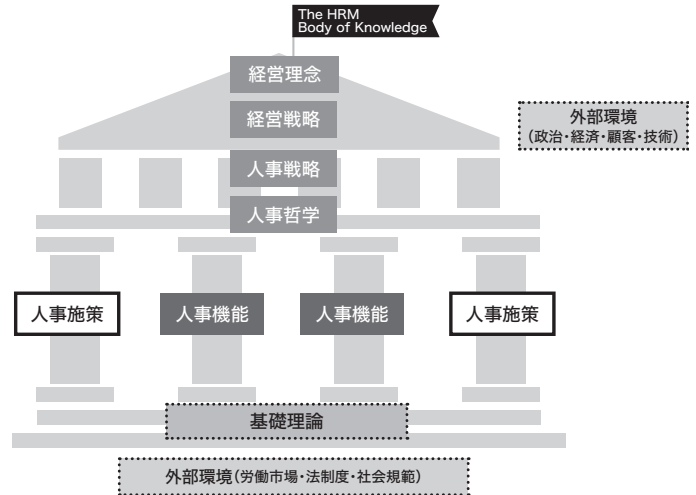 The HRM
Body of Knowledge
経営理念
経営戦略
外部環境
(政治・経済・顧客・技術)
人事戦略
人事哲学
人事施策
人事機能
人事機能
人事施策
基礎理論
外部環境(労働市場・法制度・社会規範)